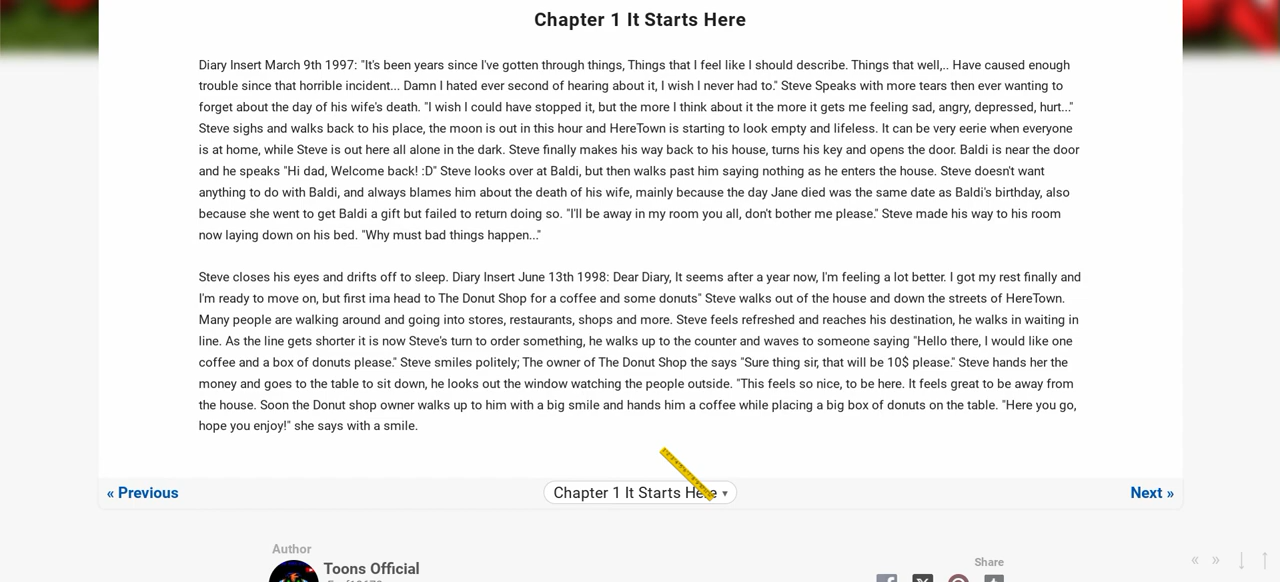 Chapter 1 It Starts Here
Diary Insert March 9th 1997: "It's been years since I've gotten through things, Things that I feel like I should describe. Things that well,.. Have caused enough
trouble since that horrible incident... Damn I hated ever second of hearing about it, I wish I never had to." Steve Speaks with more tears then ever wanting to
forget about the day of his wife's death. "I wish I could have stopped it, but the more I think about it the more it gets me feeling sad, angry, depressed, hurt..."
Steve sighs and walks back to his place, the moon is out in this hour and HereTown is starting to look empty and lifeless. It can be very eerie when everyone
is at home, while Steve is out here all alone in the dark. Steve finally makes his way back to his house, turns his key and opens the door. Baldi is near the door
and he speaks "Hi dad, Welcome back! :D" Steve looks over at Baldi, but then walks past him saying nothing as he enters the house. Steve doesn't want
anything to do with Baldi, and always blames him about the death of his wife, mainly because the day Jane died was the same date as Baldi's birthday, also
because she went to get Baldi a gift but failed to return doing so. "I'll be away in my room you all, don't bother me please." Steve made his way to his room
now laying down on his bed. "Why must bad things happen..."
Steve closes his eyes and drifts off to sleep. Diary Insert June 13th 1998: Dear Diary, It seems after a year now, I'm feeling a lot better. I got my rest finally and
I'm ready to move on, but first ima head to The Donut Shop for a coffee and some donuts" Steve walks out of the house and down the streets of HereTown.
Many people are walking around and going into stores, restaurants, shops and more. Steve feels refreshed and reaches his destination, he walks in waiting in
line. As the line gets shorter it is now Steve's turn to order something, he walks up to the counter and waves to someone saying "Hello there, I would like one
coffee and a box of donuts please." Steve smiles politely; The owner of The Donut Shop the says "Sure thing sir, that will be 10$ please." Steve hands her the
money and goes to the table to sit down, he looks out the window watching the people outside. "This feels so nice, to be here. It feels great to be away from
the house. Soon the Donut shop owner walks up to him with a big smile and hands him a coffee while placing a big box of donuts on the table. "Here you go,
hope you enjoy!" she says with a smile.
« Previous
Chapter 1 It Starts Here ▾
Next »
Author
Share
Toons Official